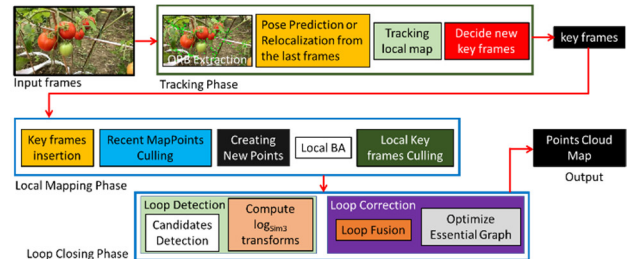 ORB Extraction
Pose Prediction or
Relocalization from
the last frames
Tracking
local map
Decide new
key frames
key frames
Input frames
Tracking Phase
Key frames
insertion
Recent MapPoints
Culling
Creating
New Points
Local BA
Local Key
frames Culling
Points Cloud
Map
Local Mapping Phase
Output
Loop Detection
Candidates
Detection
Compute
logSim3
transforms
Loop Correction
Loop Fusion
Optimize
Essential Graph
Loop Closing Phase